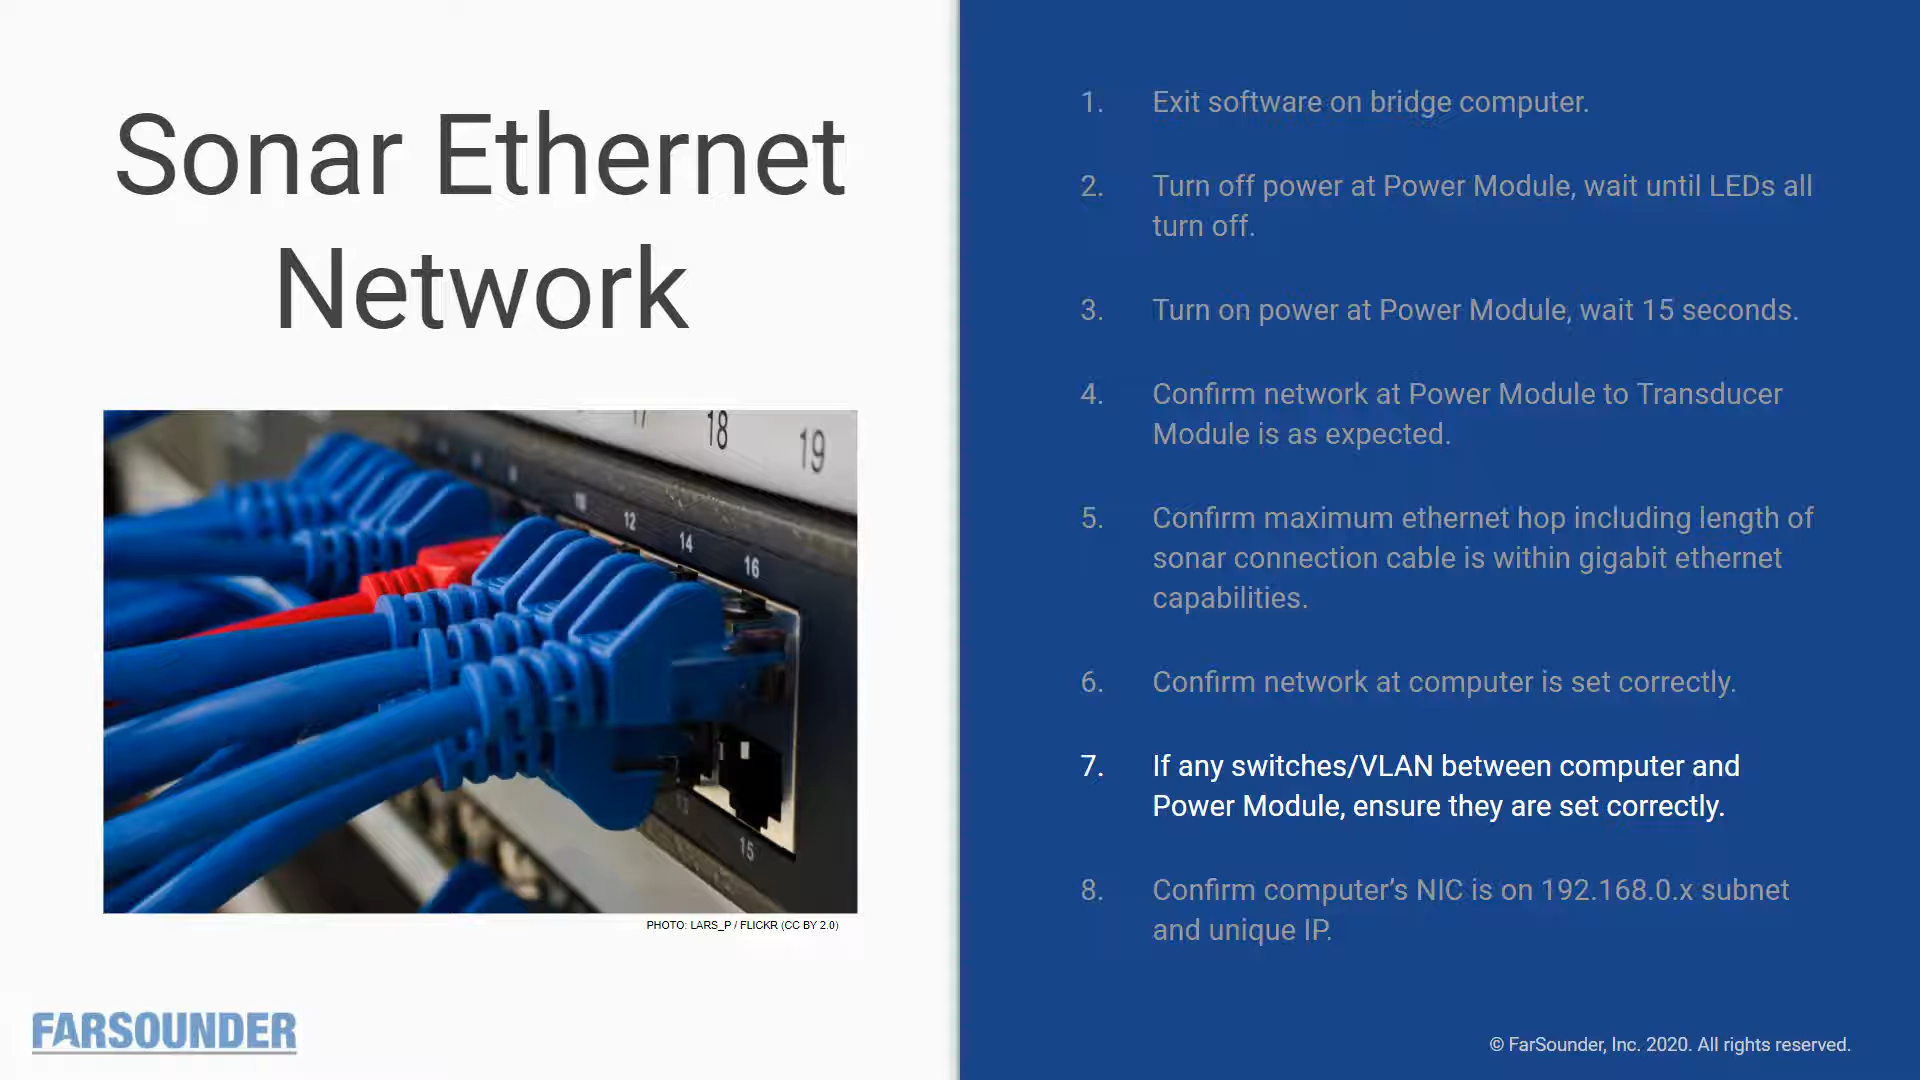 Sonar Ethernet
Network
18
19
12
14
16
15
PHOTO: LARS_P / FLICKR (CC BY 2.0)
FARSOUNDER
1. Exit software on bridge computer.
2. Turn off power at Power Module, wait until LEDs all
turn off.
3. Turn on power at Power Module, wait 15 seconds.
4. Confirm network at Power Module to Transducer
Module is as expected.
5. Confirm maximum ethernet hop including length of
sonar connection cable is within gigabit ethernet
capabilities.
6. Confirm network at computer is set correctly.
7. If any switches/VLAN between computer and
Power Module, ensure they are set correctly.
8. Confirm computer’s NIC is on 192.168.0.x subnet
and unique IP.
© FarSounder, Inc. 2020. All rights reserved.